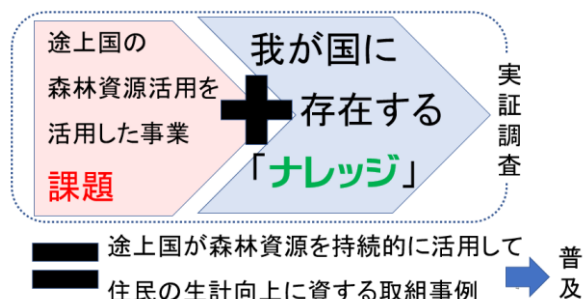 途上国の
森林資源活用を
活用した事業
課題
我が国に
存在する
「ナレッジ」
実証調査
途上国が森林資源を持続的に活用して
住民の生計向上に資する取組事例
普及